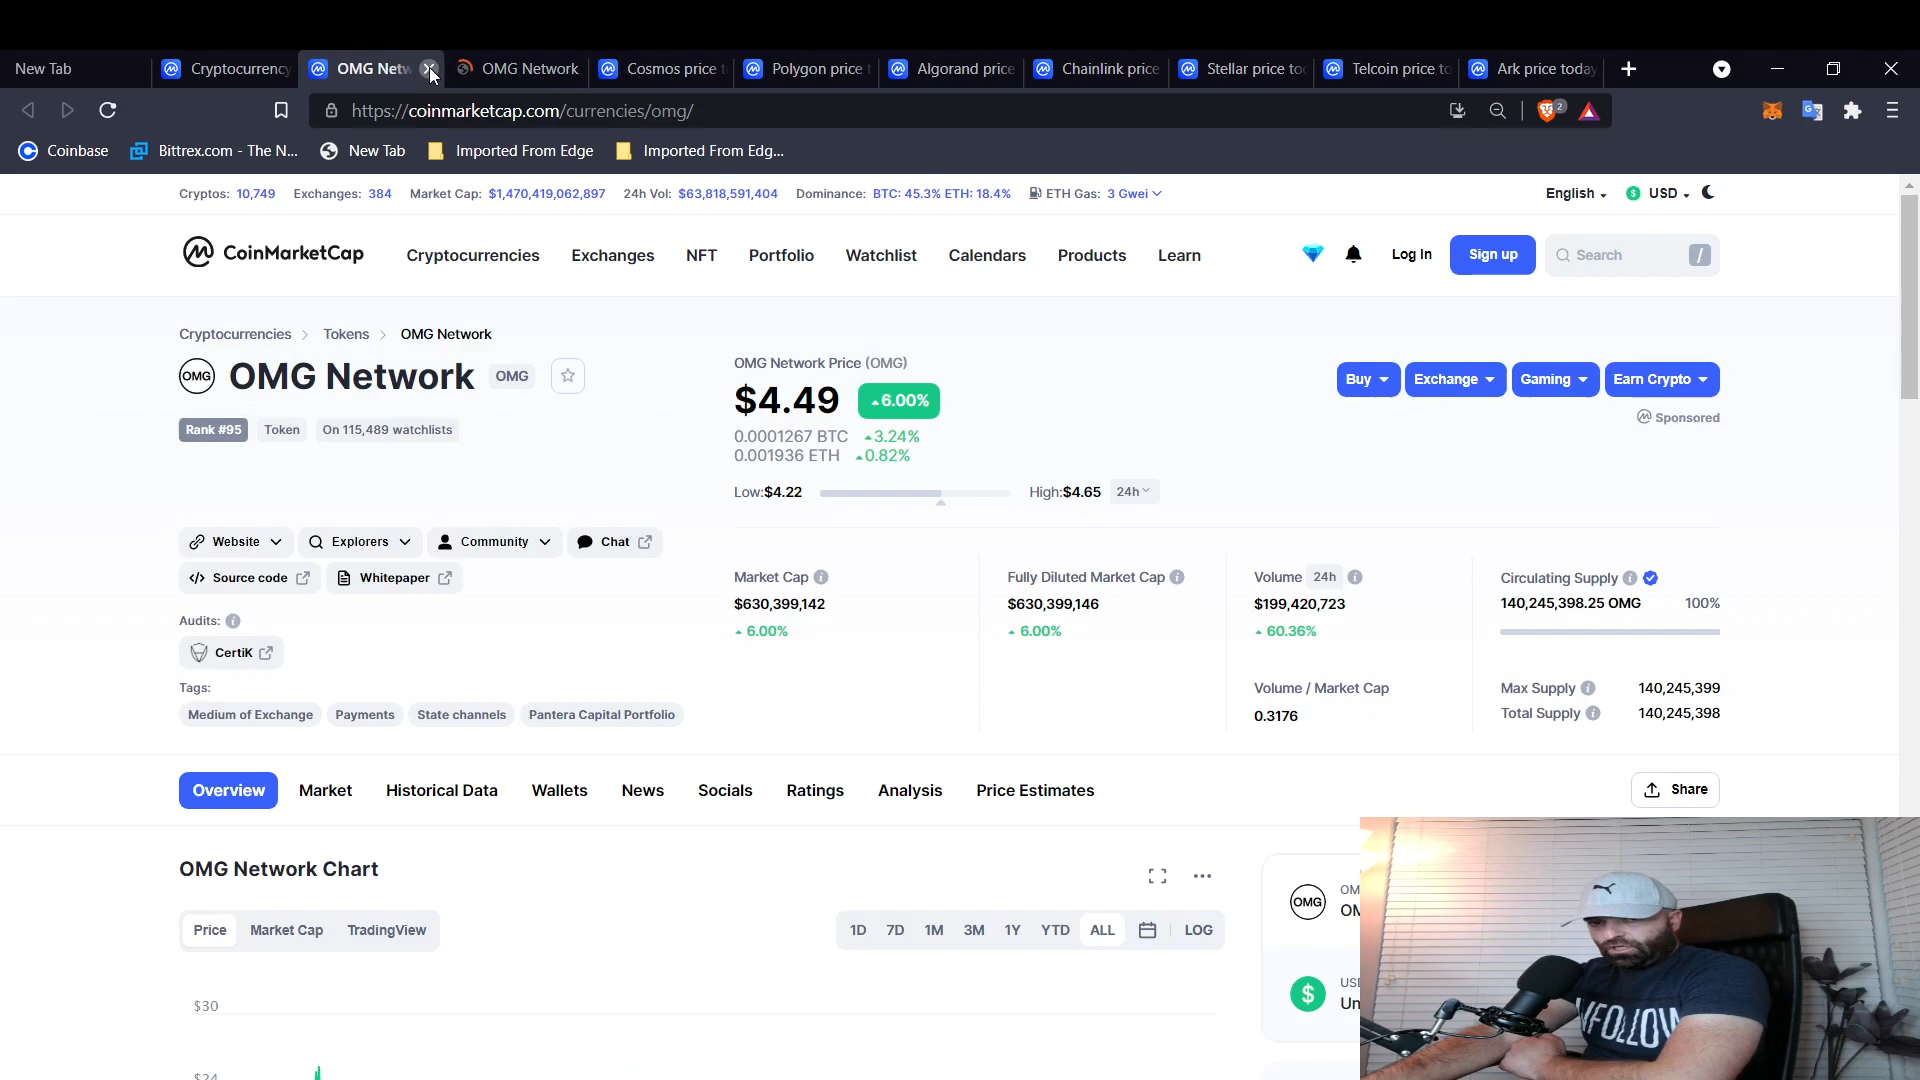 New Tab
Cryptocurrency
OMG Netw
OMG Network
Cosmos price t
Polygon price t
Algorand price
Chainlink price
Stellar price to
Telcoin price to
Ark price today
https://coinmarketcap.com/currencies/omg/
2
Coinbase
Bittrex.com - The N...
New Tab
Imported From Edge
Imported From Edg...
Cryptos: 10,749 Exchanges: 384 Market Cap: $1,470,419,062,897 24h Vol: $63,818,591,404 Dominance: BTC: 45.3% ETH: 18.4% ETH Gas: 3 Gwei
English
$ USD
CoinMarketCap
Cryptocurrencies Exchanges NFT Portfolio Watchlist Calendars Products Learn
Log In
Sign up
Search /
Cryptocurrencies > Tokens > OMG Network
OMG
OMG Network OMG
Rank #95 Token On 115,489 watchlists
OMG Network Price (OMG)
$4.49 6.00%
0.0001267 BTC 3.24%
0.001936 ETH 0.82%
Low:$4.22 High:$4.65 24h
Buy Exchange Gaming Earn Crypto
Sponsored
Website Explorers Community Chat
Source code Whitepaper
Audits:
CertiK
Tags:
Medium of Exchange Payments State channels Pantera Capital Portfolio
Market Cap
$630,399,142
6.00%
Fully Diluted Market Cap
$630,399,146
6.00%
Volume 24h
$199,420,723
60.36%
Volume / Market Cap
0.3176
Circulating Supply
140,245,398.25 OMG 100%
Max Supply 140,245,399
Total Supply 140,245,398
Overview Market Historical Data Wallets News Socials Ratings Analysis Price Estimates
Share
OMG Network Chart
Price Market Cap TradingView
1D 7D 1M 3M 1Y YTD ALL LOG
$30
$24
OMG
OM
OM
$
USD
Un
NFOLLOW